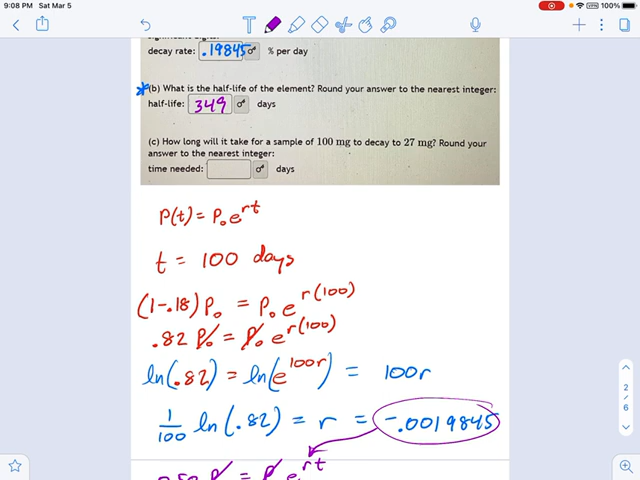 9:08 PM Sat Mar 5
100%
decay rate: .19845 % per day
(b) What is the half-life of the element? Round your answer to the nearest integer:
half-life: 349 days
(c) How long will it take for a sample of 100 mg to decay to 27 mg? Round your
answer to the nearest integer:
time needed: days
P(t) = P₀e^rt
t = 100 days
(1-.18)P₀ = P₀e^r(100)
.82P₀ = P₀e^r(100)
ln(.82) = ln(e^100r) = 100r
1/100 ln(.82) = r = -.0019845
2
/
6